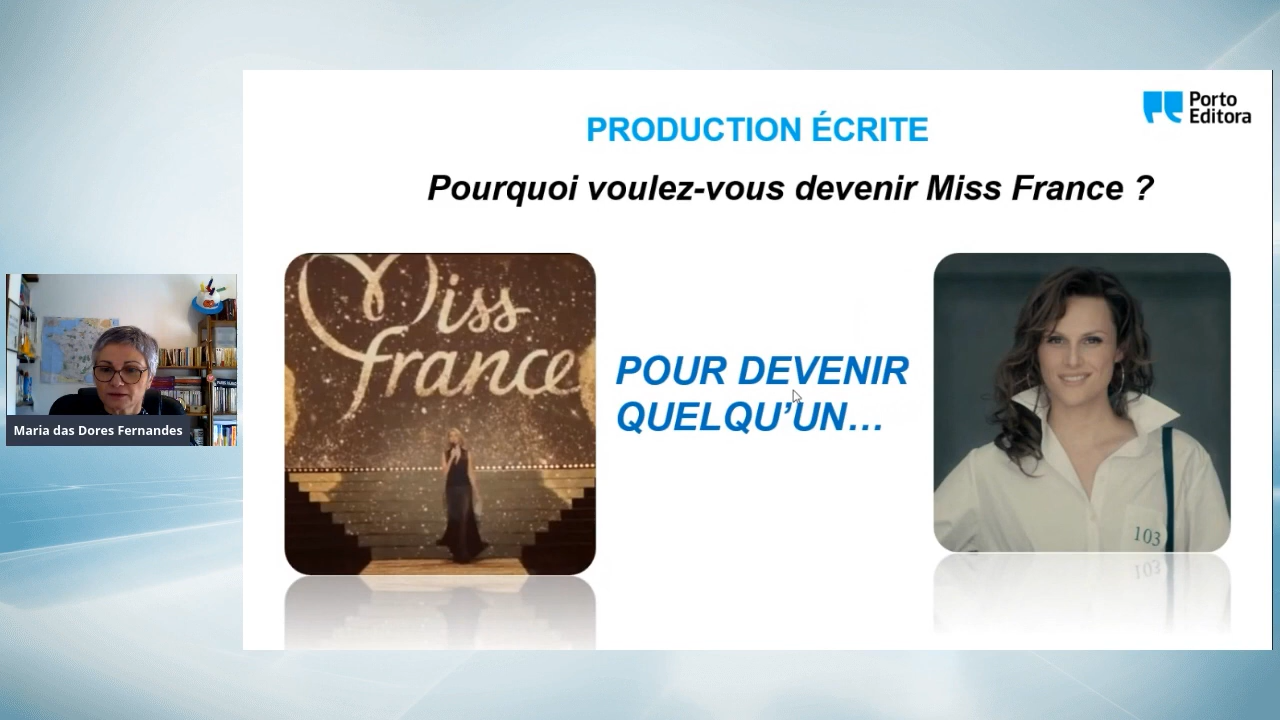 Porto
Editora
PRODUCTION ÉCRITE
Pourquoi voulez-vous devenir Miss France ?
Miss
france
POUR DEVENIR
QUELQU’UN...
103
Maria das Dores Fernandes